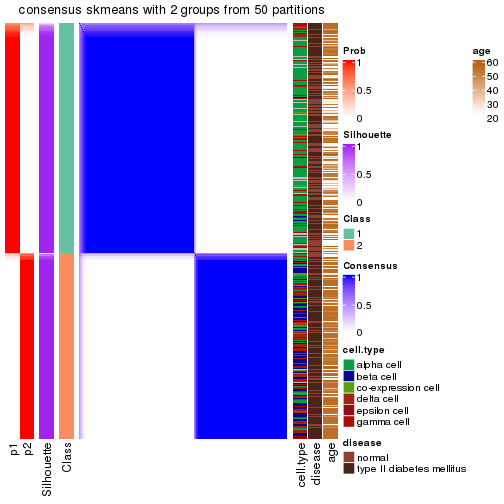 consensus skmeans with 2 groups from 50 partitions
Prob
1
0.5
0
age
60
50
40
30
20
Silhouette
1
0.5
0
Class
1
2
Consensus
1
0.5
0
cell.type
alpha cell
beta cell
co-expression cell
delta cell
epsilon cell
gamma cell
disease
normal
type II diabetes mellitus
p1
p2
Silhouette
Class
cell.type
disease
age